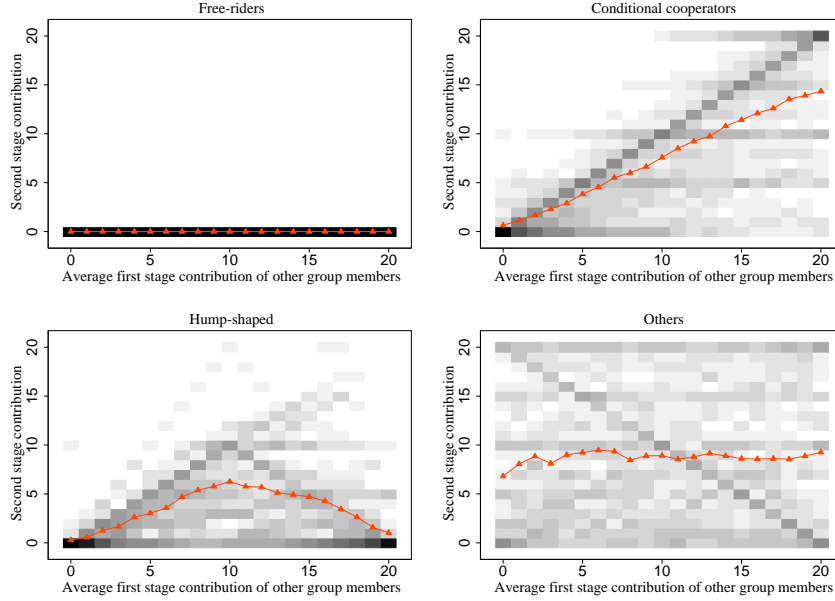 Free-riders
Second stage contribution
20
15
10
5
0
0 5 10 15 20
Average first stage contribution of other group members
Conditional cooperators
Second stage contribution
20
15
10
5
0
0 5 10 15 20
Average first stage contribution of other group members
Hump-shaped
Second stage contribution
20
15
10
5
0
0 5 10 15 20
Average first stage contribution of other group members
Others
Second stage contribution
20
15
10
5
0
0 5 10 15 20
Average first stage contribution of other group members